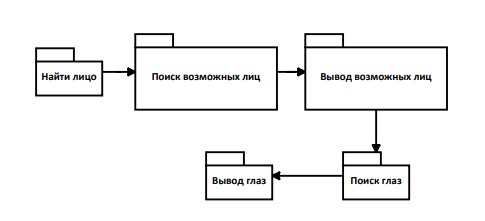 Найти лицо
Поиск возможных лиц
Вывод возможных лиц
Вывод глаз
Поиск глаз